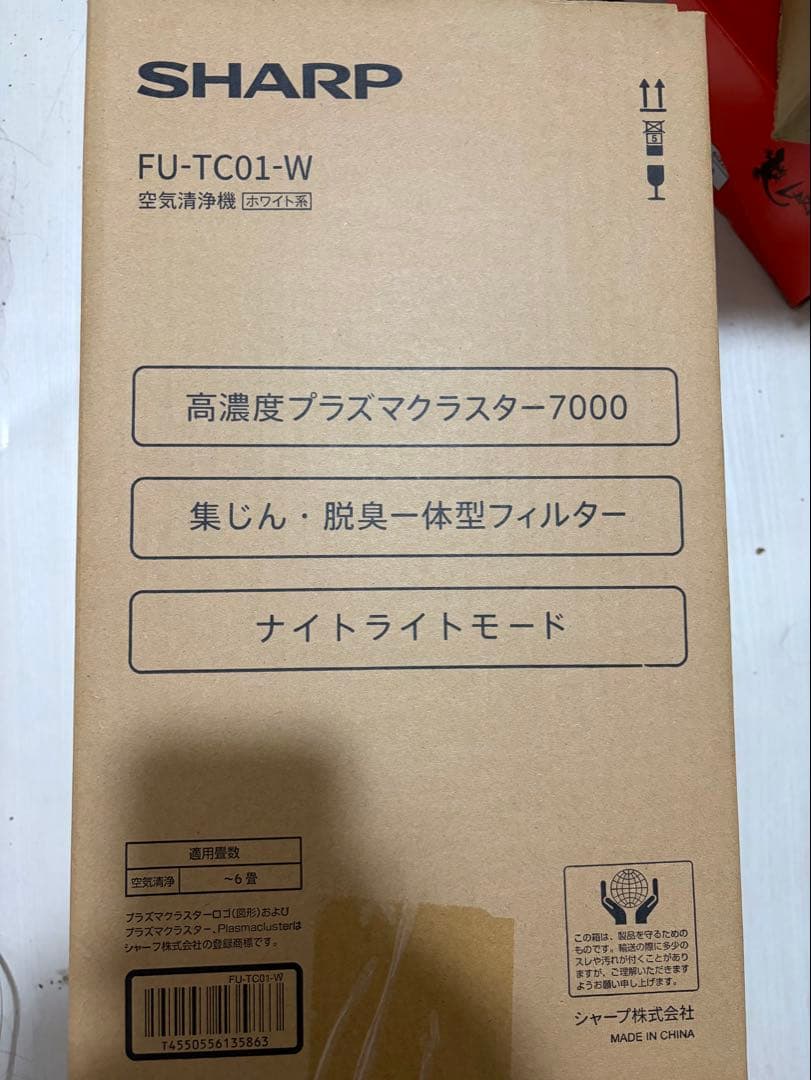 SHARP
FU-TC01-W
空気清浄機 ホワイト系
5
高濃度プラズマクラスター7000
集じん・脱臭一体型フィルター
ナイトライトモード
適用畳数
空気清浄 ~6畳
プラズマクラスターロゴ(図形)および
プラズマクラスター、Plasmaclusterは
シャープ株式会社の登録商標です。
FU-TC01-W
T4550556135863
この箱は、製品を守るための
ものです。輸送の際に多少の
スレや汚れが付くことがあり
ますが、ご理解いただきます
ようお願い申し上げます。
シャープ株式会社
MADE IN CHINA